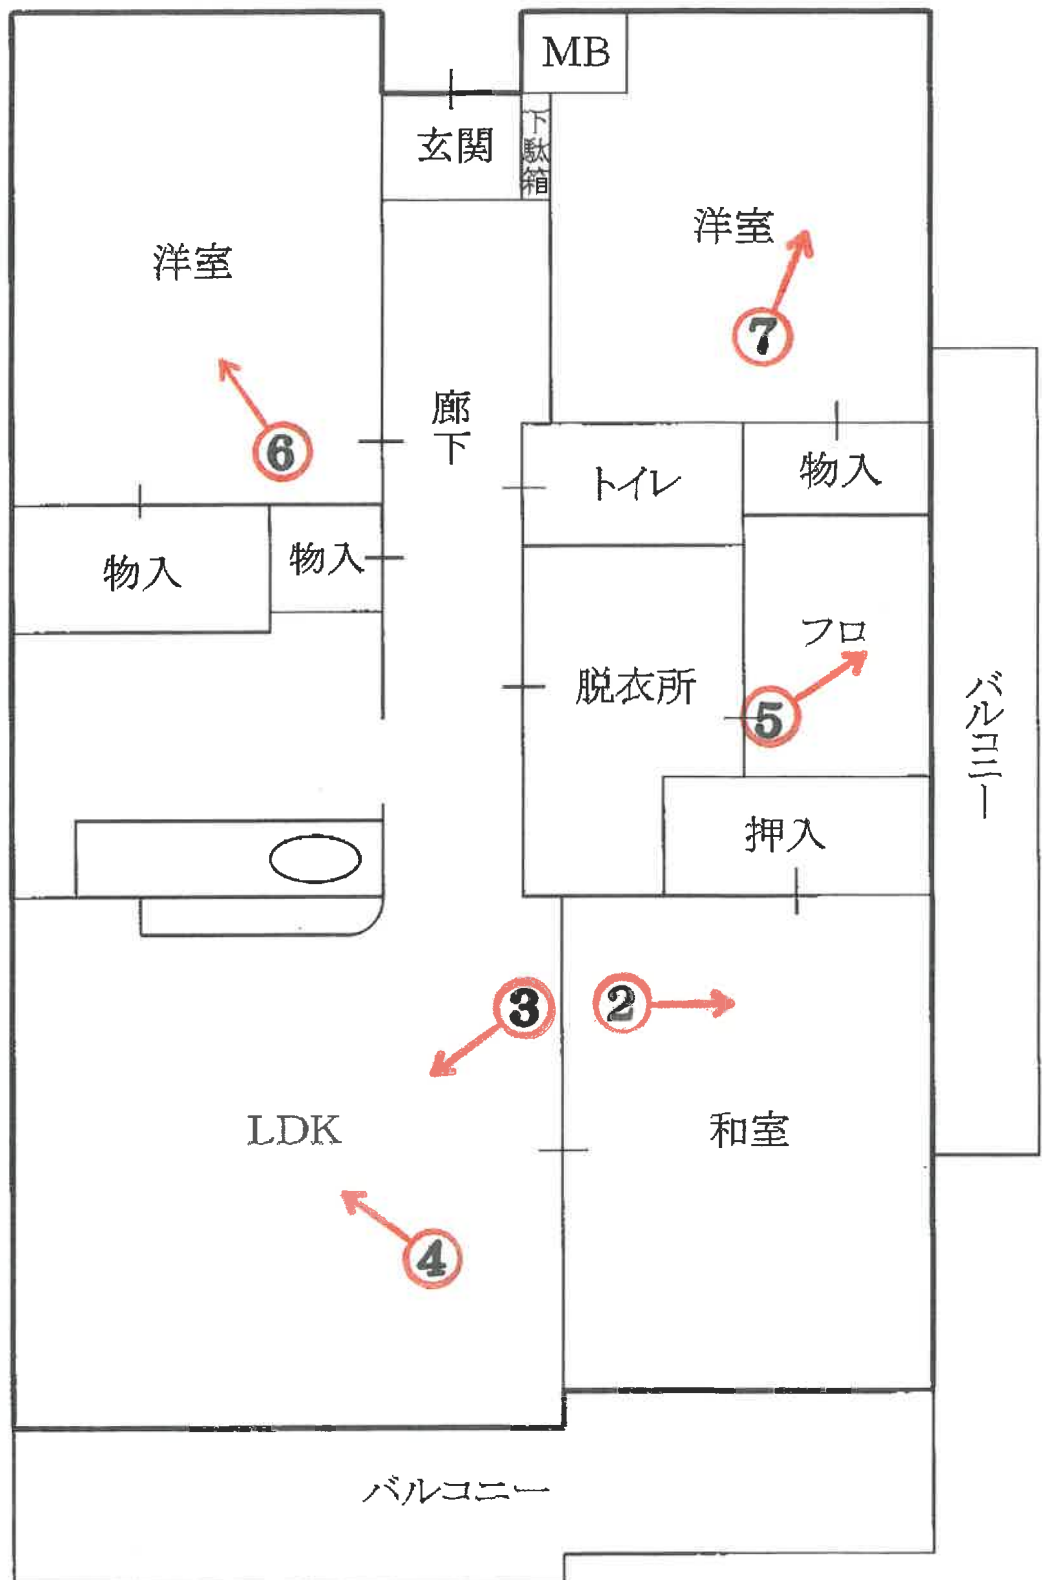 MB
玄関
下駄箱
洋室
洋室
⑦
廊下
⑥
トイレ
物入
物入
物入
フロ
脱衣所
⑤
バルコニー
押入
③
②
LDK
和室
④
バルコニー